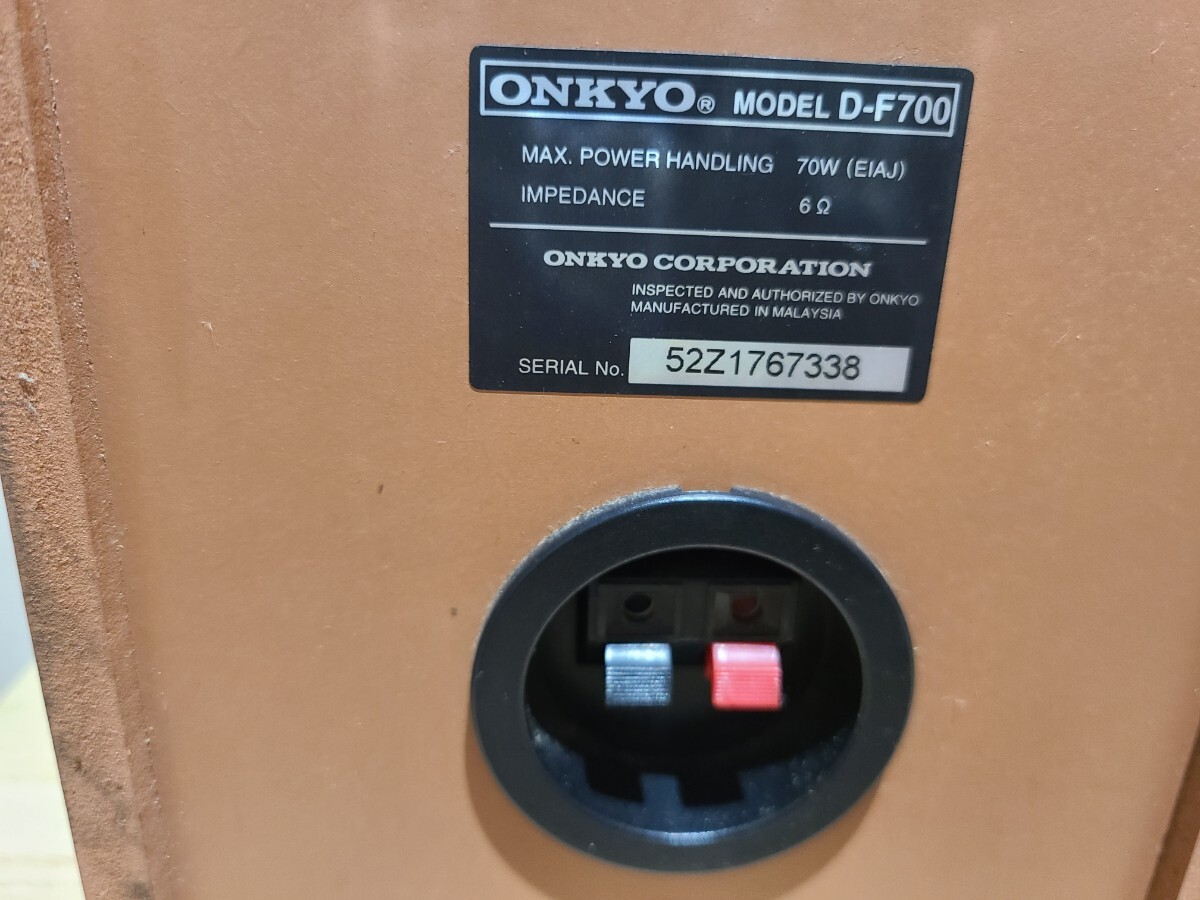 ONKYO® MODEL D-F700
MAX. POWER HANDLING 70W (EIAJ)
IMPEDANCE 6 Ω
ONKYO CORPORATION
INSPECTED AND AUTHORIZED BY ONKYO
MANUFACTURED IN MALAYSIA
SERIAL No. 52Z1767338